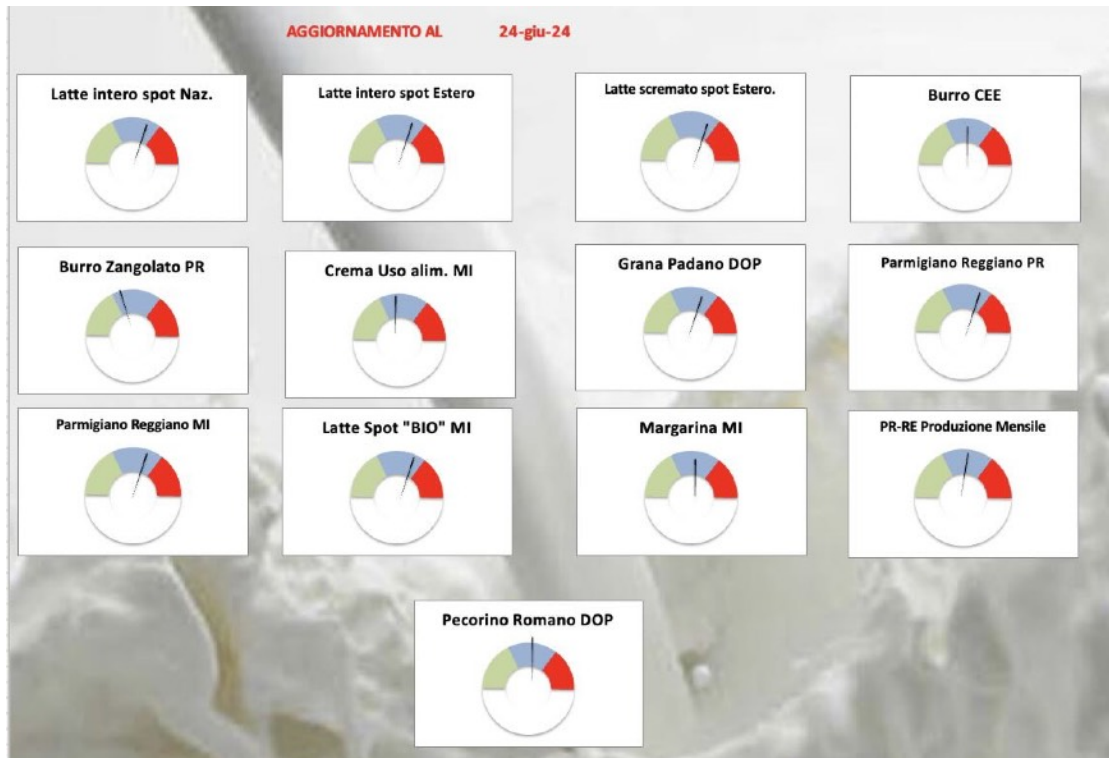 AGGIORNAMENTO AL 24-giu-24
Latte intero spot Naz.
Latte intero spot Estero
Latte scremato spot Estero.
Burro CEE
Burro Zangolato PR
Crema Uso alim. MI
Grana Padano DOP
Parmigiano Reggiano PR
Parmigiano Reggiano MI
Latte Spot "BIO" MI
Margarina MI
PR-RE Produzione Mensile
Pecorino Romano DOP